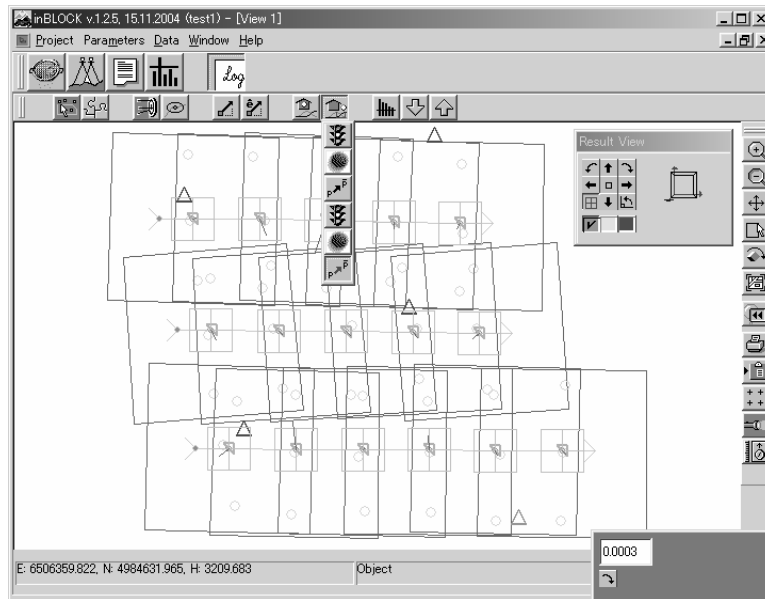 inBLOCK v.1.2.5, 15.11.2004 (test1) - [View 1]
Project Parameters Data Window Help
Log
Result View
0.0003
E: 6506359.822, N: 4984631.965, H: 3209.683
Object